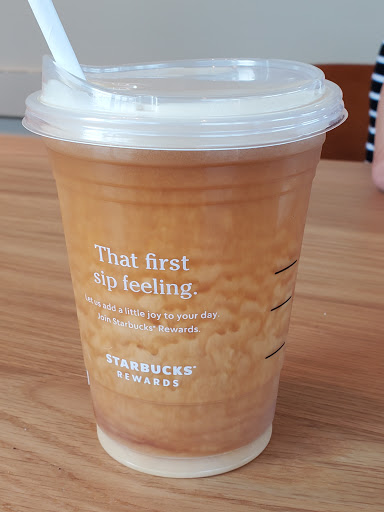 That first
sip feeling.
Let us add a little joy to your day.
Join Starbucks® Rewards.
STARBUCKS®
REWARDS